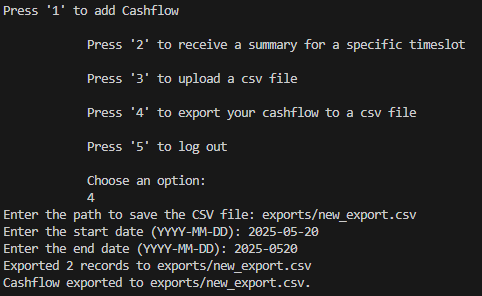 Press '1' to add Cashflow
Press '2' to receive a summary for a specific timeslot
Press '3' to upload a csv file
Press '4' to export your cashflow to a csv file
Press '5' to log out
Choose an option:
4
Enter the path to save the CSV file: exports/new_export.csv
Enter the start date (YYYY-MM-DD): 2025-05-20
Enter the end date (YYYY-MM-DD): 2025-0520
Exported 2 records to exports/new_export.csv
Cashflow exported to exports/new_export.csv.